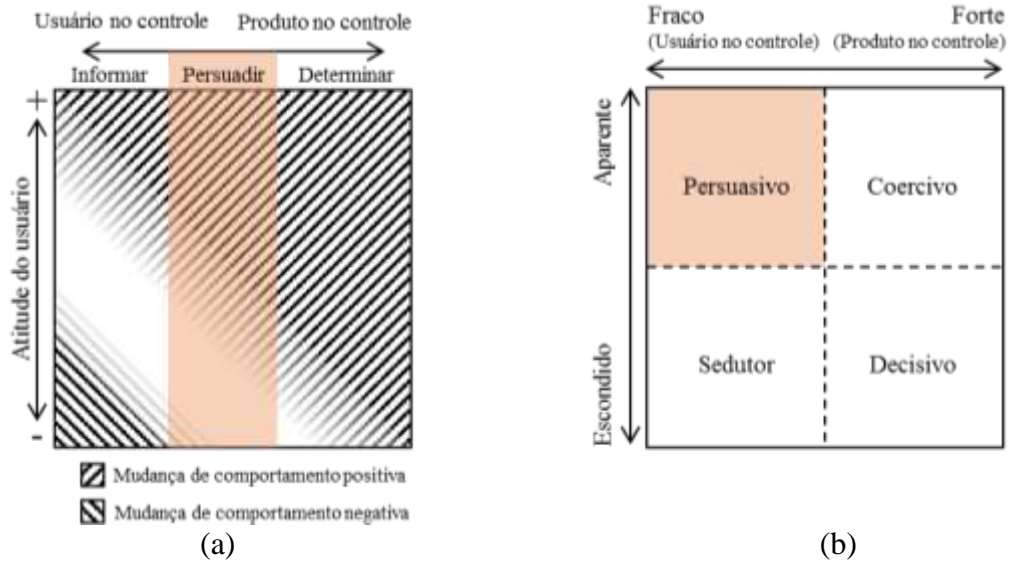 Usuário no controle Produto no controle
Informar Persuadir Determinar
+
Atitude do usuário
-
Mudança de comportamento positiva
Mudança de comportamento negativa
(a)
Fraco Forte
(Usuário no controle) (Produto no controle)
Aparente
Persuasivo Coercivo
Escondido
Sedutor Decisivo
(b)